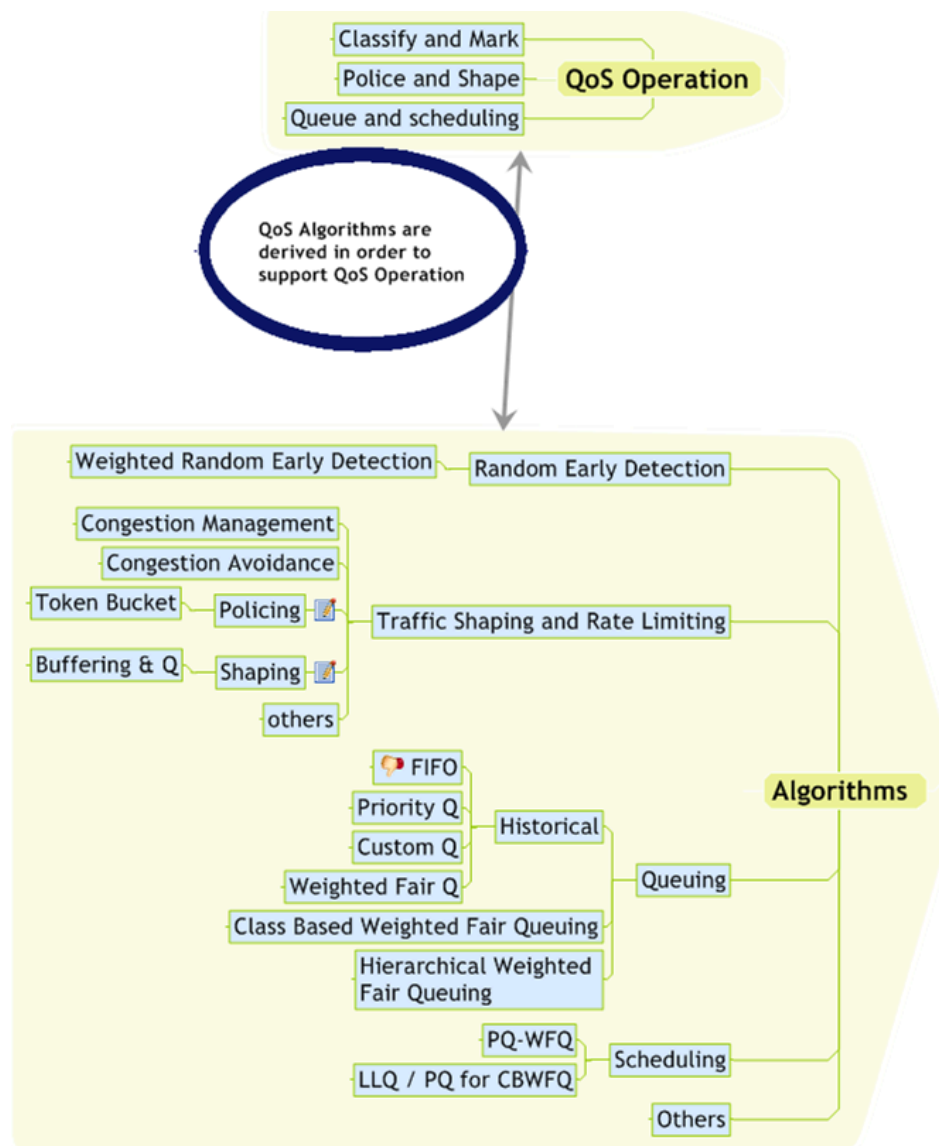 Classify and Mark
Police and Shape
QoS Operation
Queue and scheduling
QoS Algorithms are
derived in order to
support QoS Operation
Weighted Random Early Detection
Random Early Detection
Congestion Management
Congestion Avoidance
Token Bucket
Policing
Traffic Shaping and Rate Limiting
Buffering & Q
Shaping
others
FIFO
Priority Q
Historical
Custom Q
Weighted Fair Q
Algorithms
Queuing
Class Based Weighted Fair Queuing
Hierarchical Weighted
Fair Queuing
PQ-WFQ
Scheduling
LLQ / PQ for CBWFQ
Others